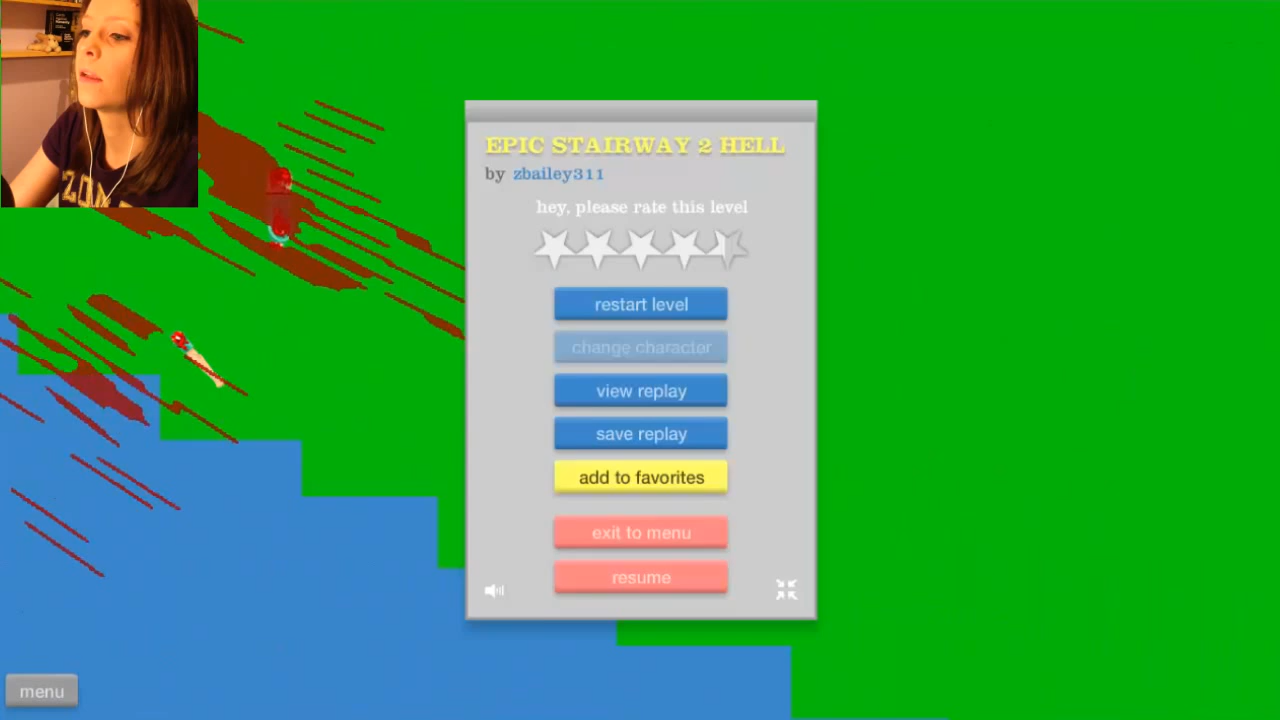 EPIC STAIRWAY 2 HELL
by zbailey311
hey, please rate this level
restart level
change character
view replay
save replay
add to favorites
exit to menu
resume
menu